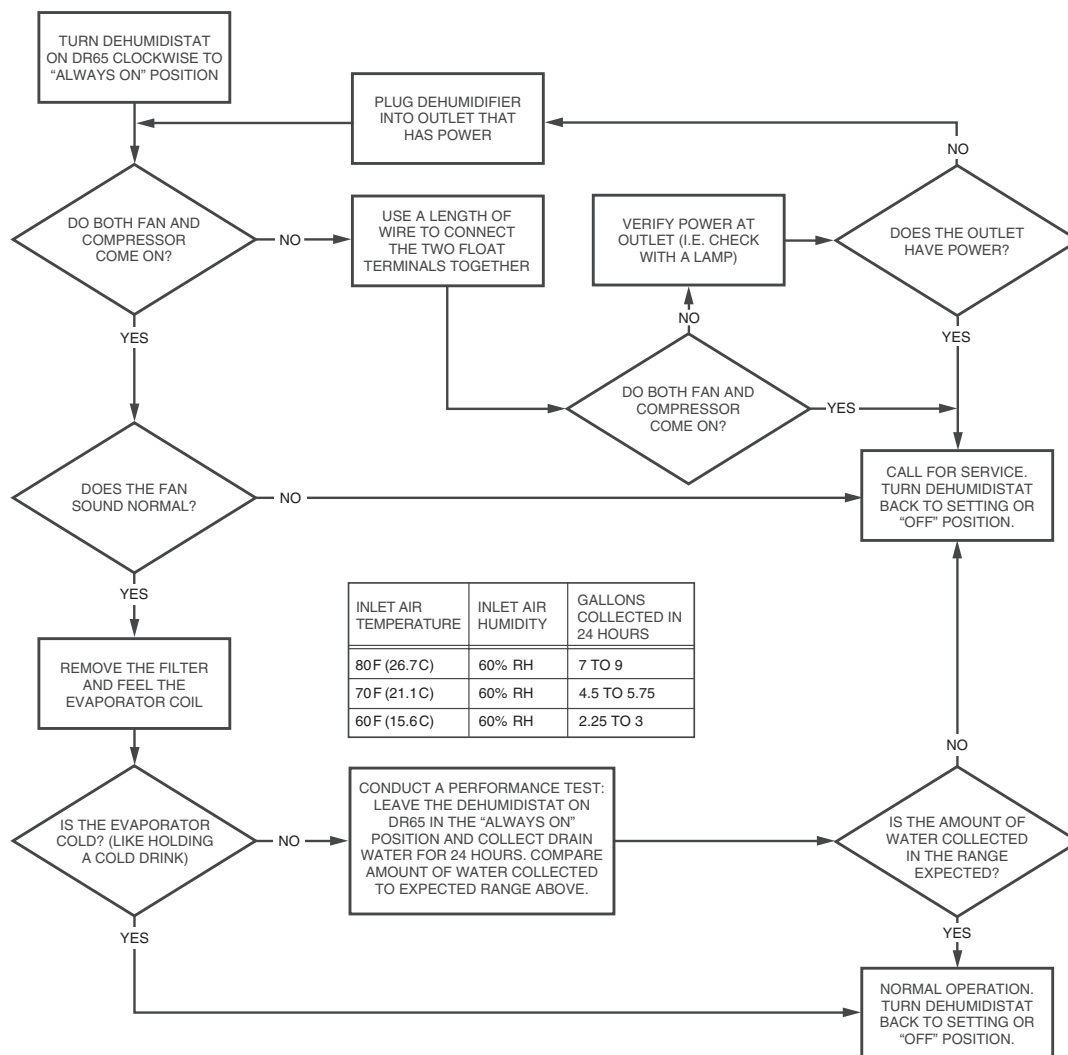 TURN DEHUMIDISTAT
ON DR65 CLOCKWISE TO
“ALWAYS ON” POSITION
PLUG DEHUMIDIFIER
INTO OUTLET THAT
HAS POWER
NO
DO BOTH FAN AND
COMPRESSOR
COME ON?
NO
USE A LENGTH OF
WIRE TO CONNECT
THE TWO FLOAT
TERMINALS TOGETHER
VERIFY POWER AT
OUTLET (I.E. CHECK
WITH A LAMP)
DOES THE OUTLET
HAVE POWER?
YES
NO
YES
DO BOTH FAN AND
COMPRESSOR
COME ON?
YES
DOES THE FAN
SOUND NORMAL?
NO
CALL FOR SERVICE.
TURN DEHUMIDISTAT
BACK TO SETTING OR
“OFF” POSITION.
YES
INLET AIR
TEMPERATURE
INLET AIR
HUMIDITY
GALLONS
COLLECTED IN
24 HOURS
80F (26.7C) 60% RH 7 TO 9
70F (21.1C) 60% RH 4.5 TO 5.75
60F (15.6C) 60% RH 2.25 TO 3
REMOVE THE FILTER
AND FEEL THE
EVAPORATOR COIL
NO
IS THE EVAPORATOR
COLD? (LIKE HOLDING
A COLD DRINK)
NO
CONDUCT A PERFORMANCE TEST:
LEAVE THE DEHUMIDISTAT ON
DR65 IN THE “ALWAYS ON”
POSITION AND COLLECT DRAIN
WATER FOR 24 HOURS. COMPARE
AMOUNT OF WATER COLLECTED
TO EXPECTED RANGE ABOVE.
IS THE AMOUNT OF
WATER COLLECTED
IN THE RANGE
EXPECTED?
YES
YES
NORMAL OPERATION.
TURN DEHUMIDISTAT
BACK TO SETTING OR
“OFF” POSITION.